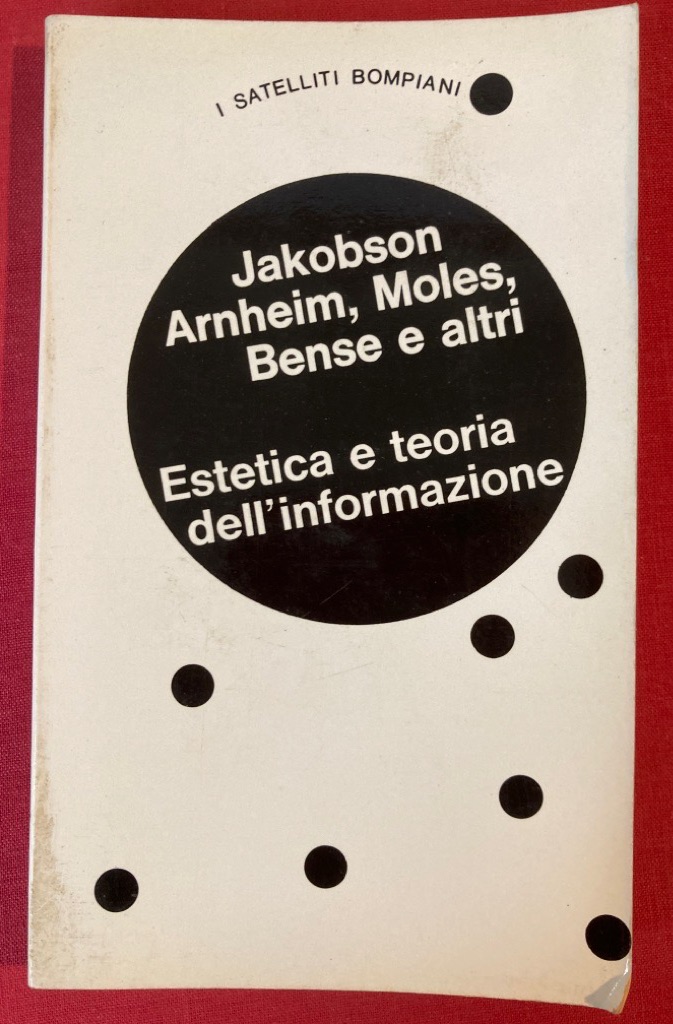 I SATELLITI BOMPIANI
Jakobson
Arnheim, Moles,
Bense e altri
Estetica e teoria
dell'informazione